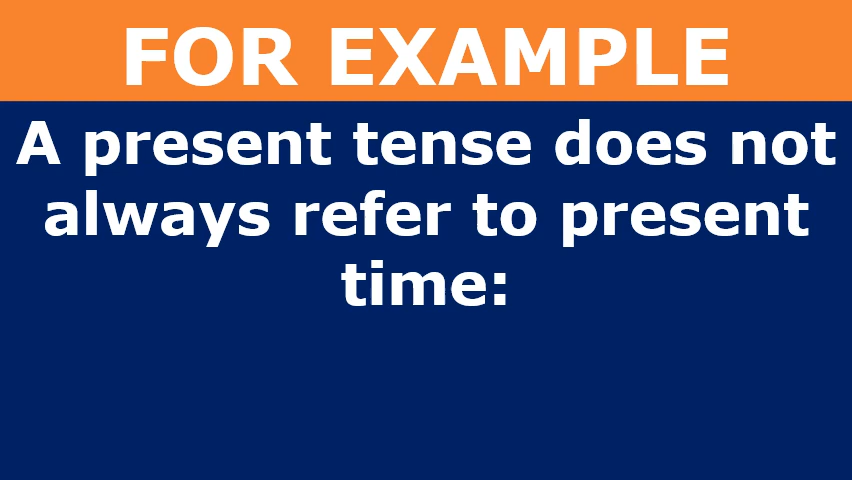 FOR EXAMPLE
A present tense does not
always refer to present
time: